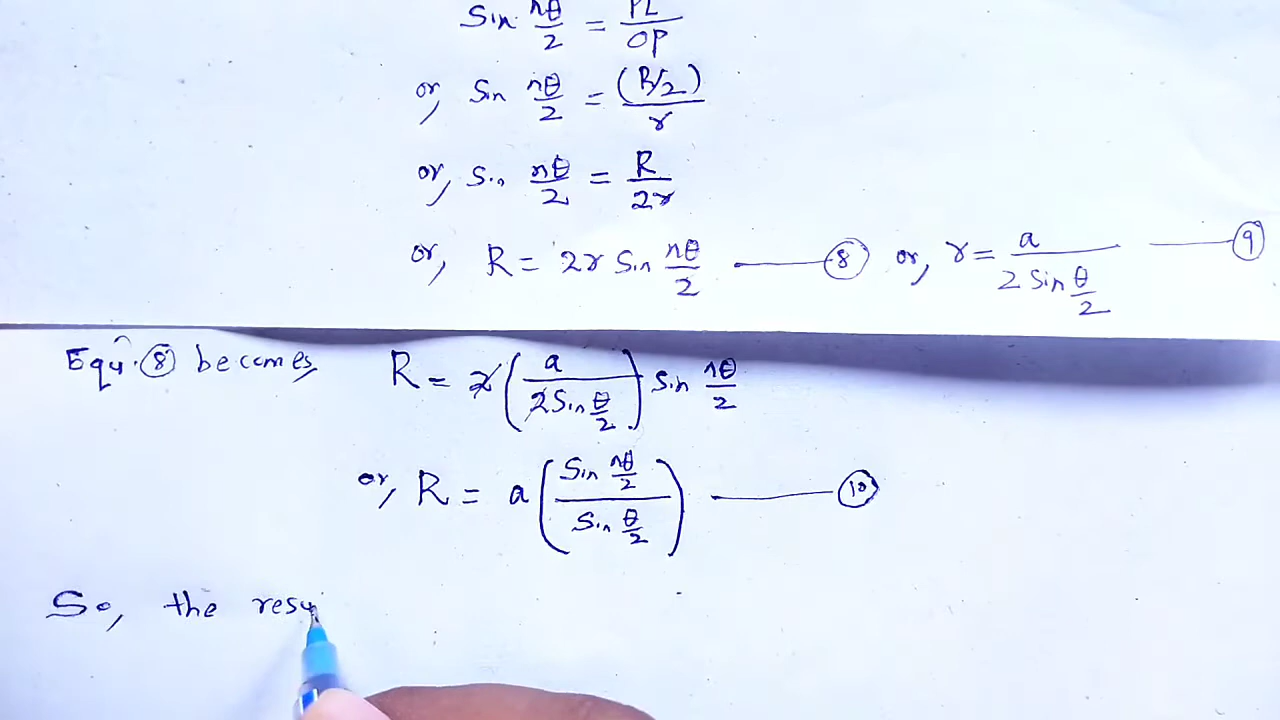 Sin nθ/2 = PL/OP
or, Sin nθ/2 = (R/2)/r
or, Sin nθ/2 = R/2r
or, R = 2r Sin nθ/2 —— (8) or, r = a/(2 Sin θ/2) —— (9)
Equn. (8) becomes, R = 2(a/(2 Sin θ/2)) Sin nθ/2
or, R = a(Sin nθ/2 / Sin θ/2) —— (10)
So, the resu